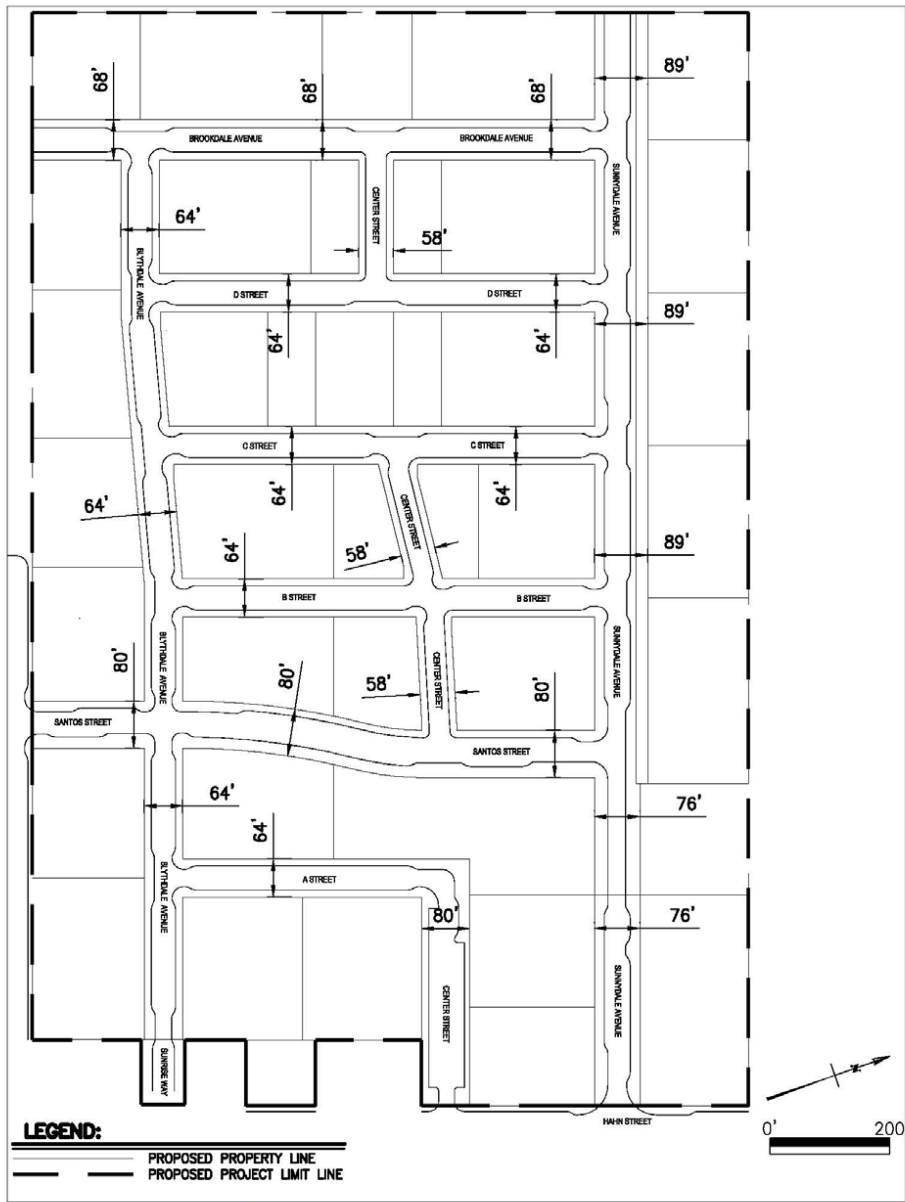 89'
68'
68'
68'
BROOKDALE AVENUE
BROOKDALE AVENUE
SUNNYDALE AVENUE
CENTER STREET
64'
58'
BLYTHDALE AVENUE
D STREET
D STREET
89'
64'
64'
C STREET
C STREET
64'
64'
64'
CENTER STREET
58'
89'
64'
B STREET
B STREET
BLYTHDALE AVENUE
SUNNYDALE AVENUE
80'
80'
58'
CENTER STREET
80'
SANTOS STREET
SANTOS STREET
64'
76'
64'
BLYTHDALE AVENUE
A STREET
80'
76'
CENTER STREET
SUNNYDALE AVENUE
SUNRISE WAY
N
HAHN STREET
0' 200
LEGEND:
PROPOSED PROPERTY LINE
PROPOSED PROJECT LIMIT LINE